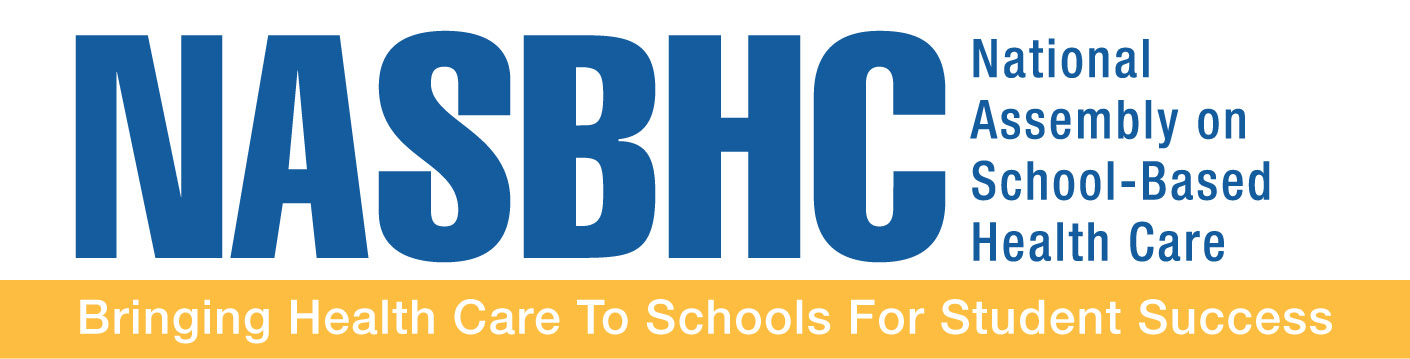 NASBHC
National
Assembly on
School-Based
Health Care
Bringing Health Care To Schools For Student Success